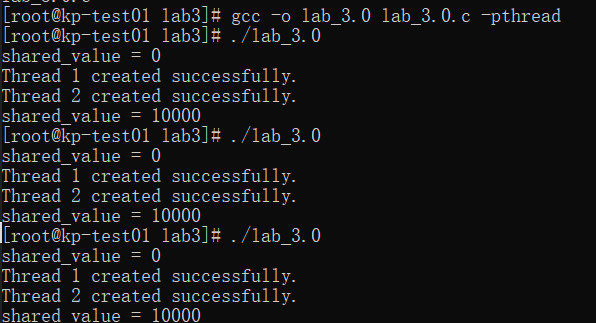 [root@kp-test01 lab3]# gcc -o lab_3.0 lab_3.0.c -pthread
[root@kp-test01 lab3]# ./lab_3.0
shared_value = 0
Thread 1 created successfully.
Thread 2 created successfully.
shared_value = 10000
[root@kp-test01 lab3]# ./lab_3.0
shared_value = 0
Thread 1 created successfully.
Thread 2 created successfully.
shared_value = 10000
[root@kp-test01 lab3]# ./lab_3.0
shared_value = 0
Thread 1 created successfully.
Thread 2 created successfully.
shared_value = 10000